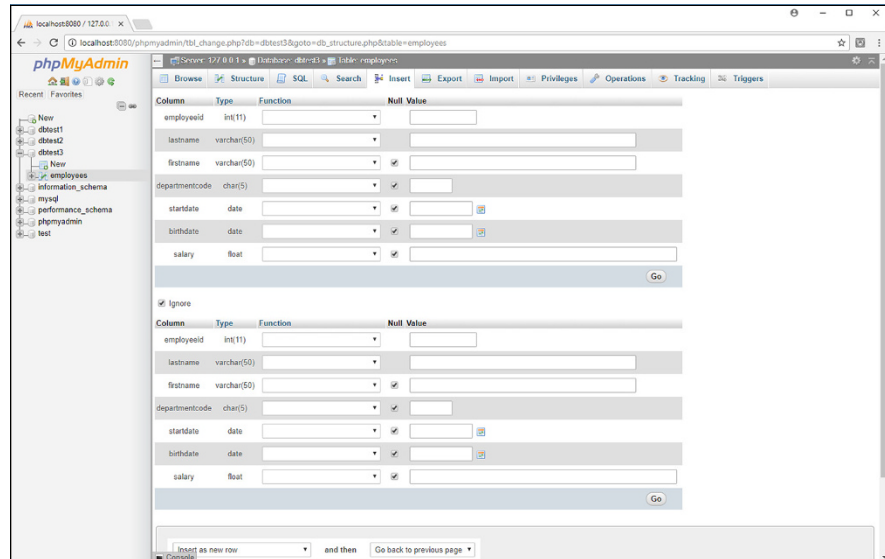 localhost:8080 / 127.0.0.1
localhost:8080/phpmyadmin/tbl_change.php?db=dbtest3&goto=db_structure.php&table=employees
phpMyAdmin
Recent Favorites
New
dbtest1
dbtest2
dbtest3
New
employees
information_schema
mysql
performance_schema
phpmyadmin
test
Server: 127.0.0.1 » Database: dbtest3 » Table: employees
Browse Structure SQL Search Insert Export Import Privileges Operations Tracking Triggers
Column Type Function Null Value
employeeid int(11)
lastname varchar(50)
firstname varchar(50)
departmentcode char(5)
startdate date
birthdate date
salary float
Go
Ignore
Column Type Function Null Value
employeeid int(11)
lastname varchar(50)
firstname varchar(50)
departmentcode char(5)
startdate date
birthdate date
salary float
Go
Insert as new row and then Go back to previous page
Console